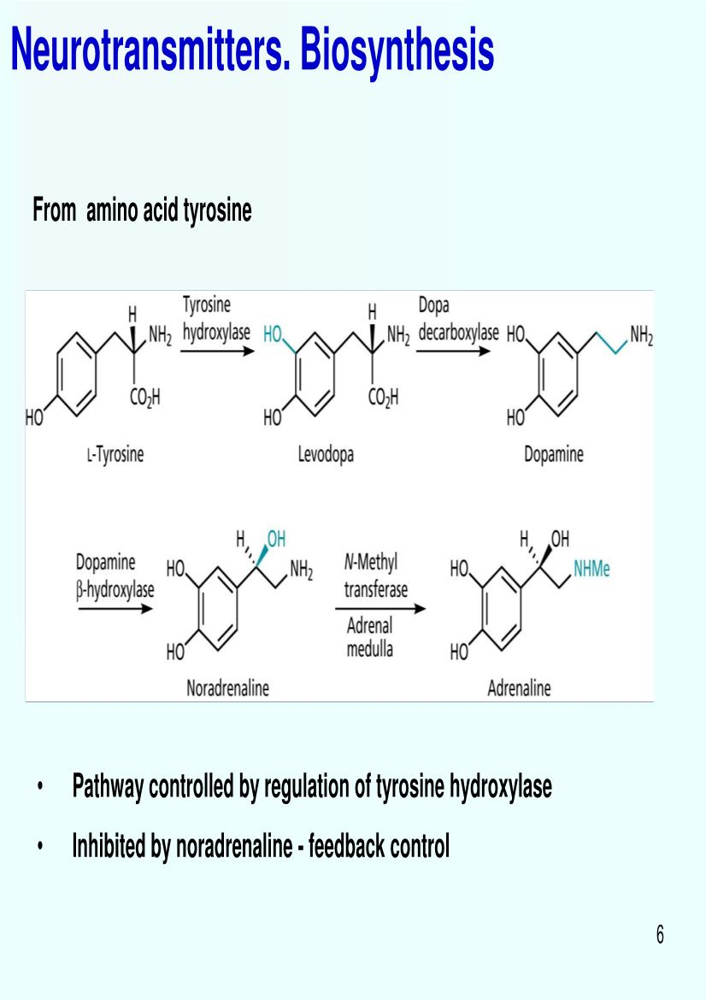 Neurotransmitters. Biosynthesis
From  amino acid tyrosine
H
NH₂
CO₂H
HO
L-Tyrosine
Tyrosine
hydroxylase
H
HO
NH₂
CO₂H
HO
Levodopa
Dopa
decarboxylase
HO
NH₂
HO
Dopamine
Dopamine
β-hydroxylase
H
OH
HO
NH₂
HO
Noradrenaline
N-Methyl
transferase
Adrenal
medulla
H
OH
HO
NHMe
HO
Adrenaline
• Pathway controlled by regulation of tyrosine hydroxylase
• Inhibited by noradrenaline - feedback control
6